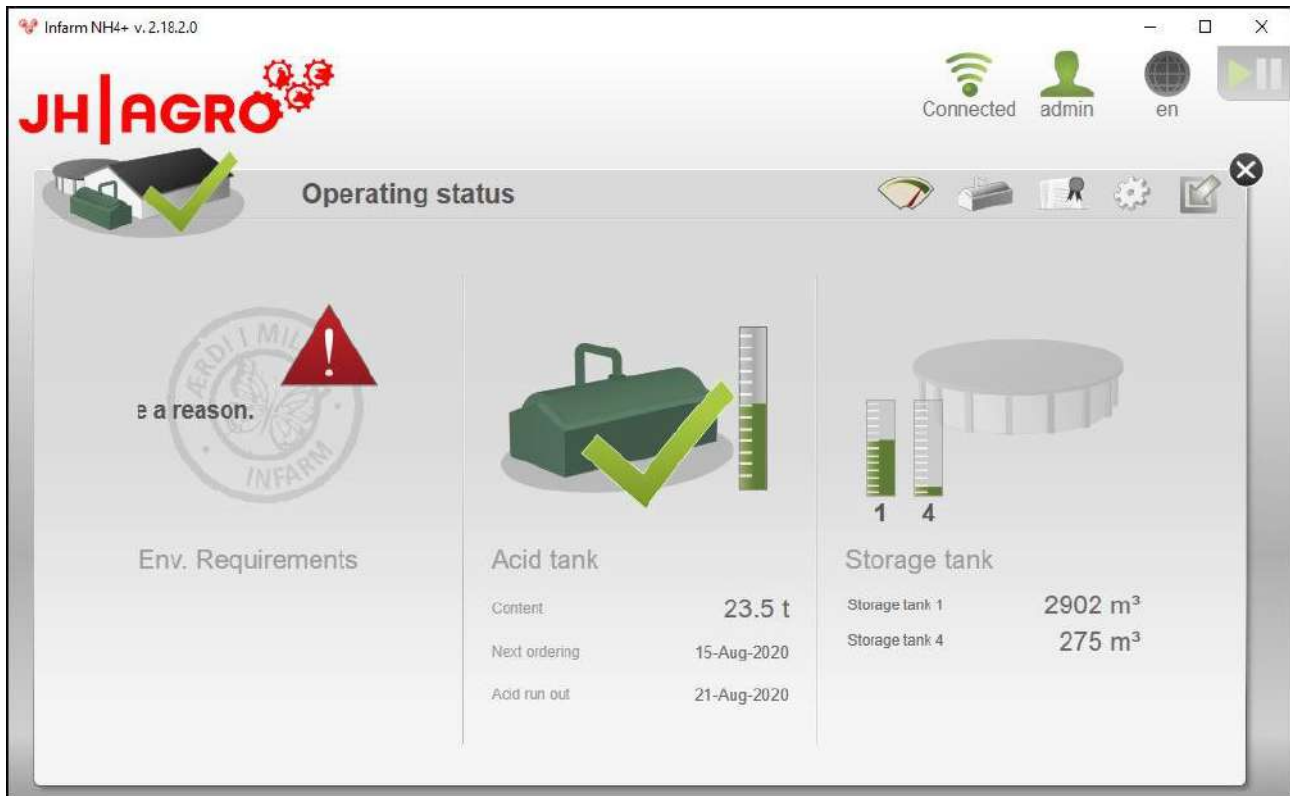 Infarm NH4+ v. 2.18.2.0
JH|AGRO
Connected
admin
en
Operating status
ÆRDI I MIL
INFARM
e a reason.
1 4
Env. Requirements
Acid tank
Content 23.5 t
Next ordering 15-Aug-2020
Acid run out 21-Aug-2020
Storage tank
Storage tank 1 2902 m³
Storage tank 4 275 m³